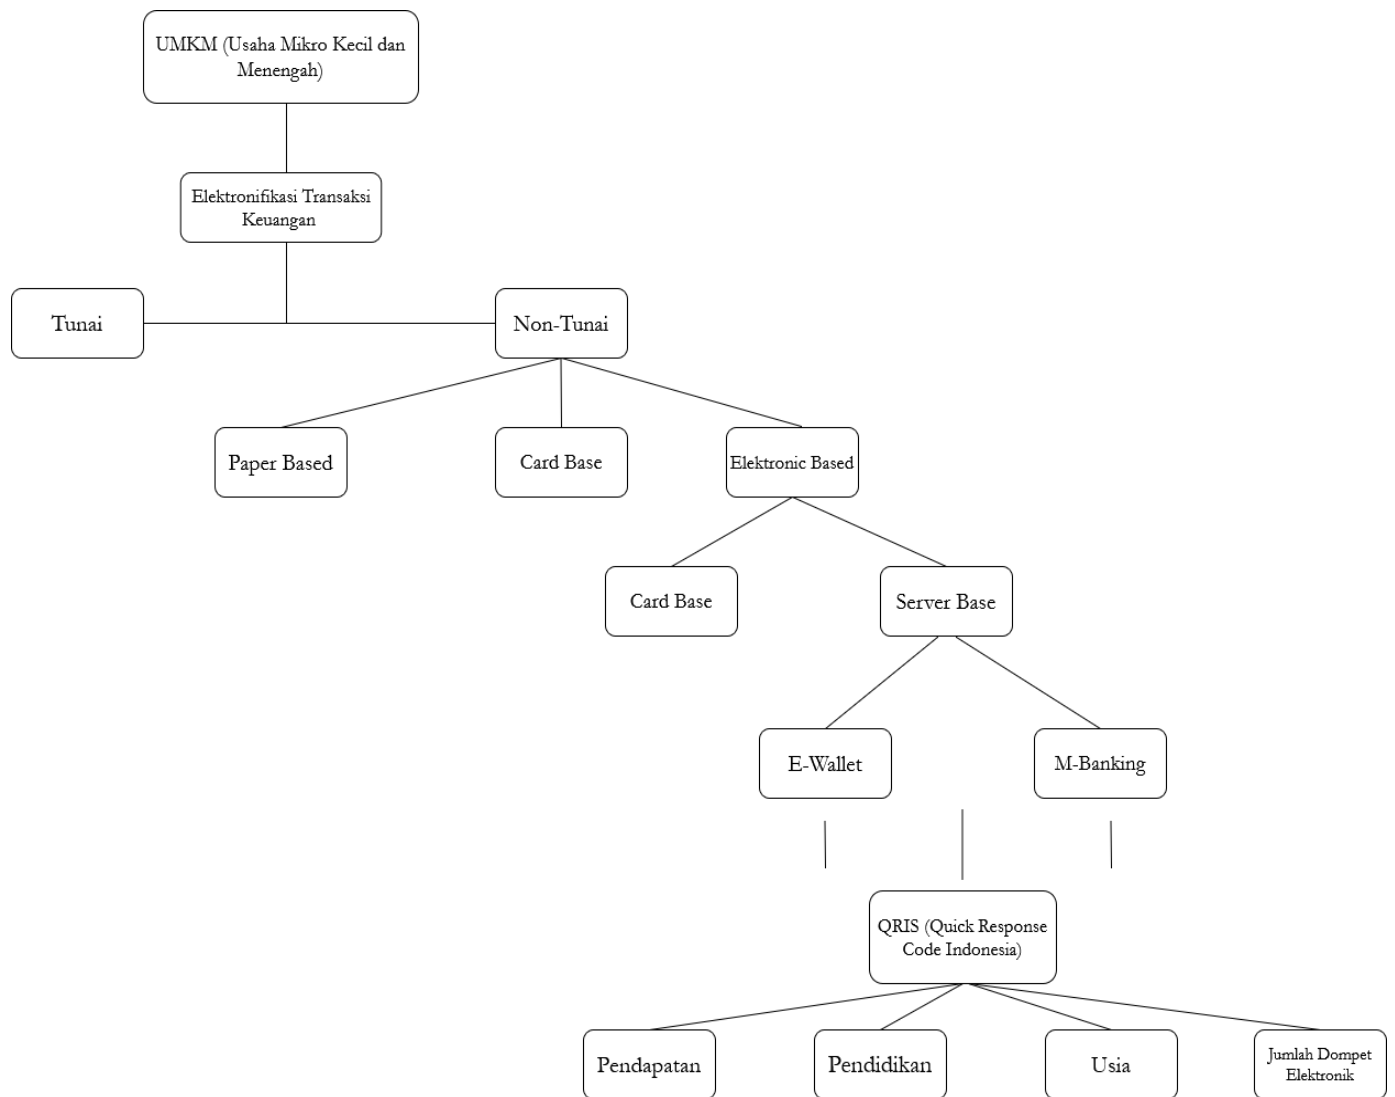 UMKM (Usaha Mikro Kecil dan
Menengah)
Elektronifikasi Transaksi
Keuangan
Tunai
Non-Tunai
Paper Based
Card Base
Elektronic Based
Card Base
Server Base
E-Wallet
M-Banking
QRIS (Quick Response
Code Indonesia)
Pendapatan
Pendidikan
Usia
Jumlah Dompet
Elektronik